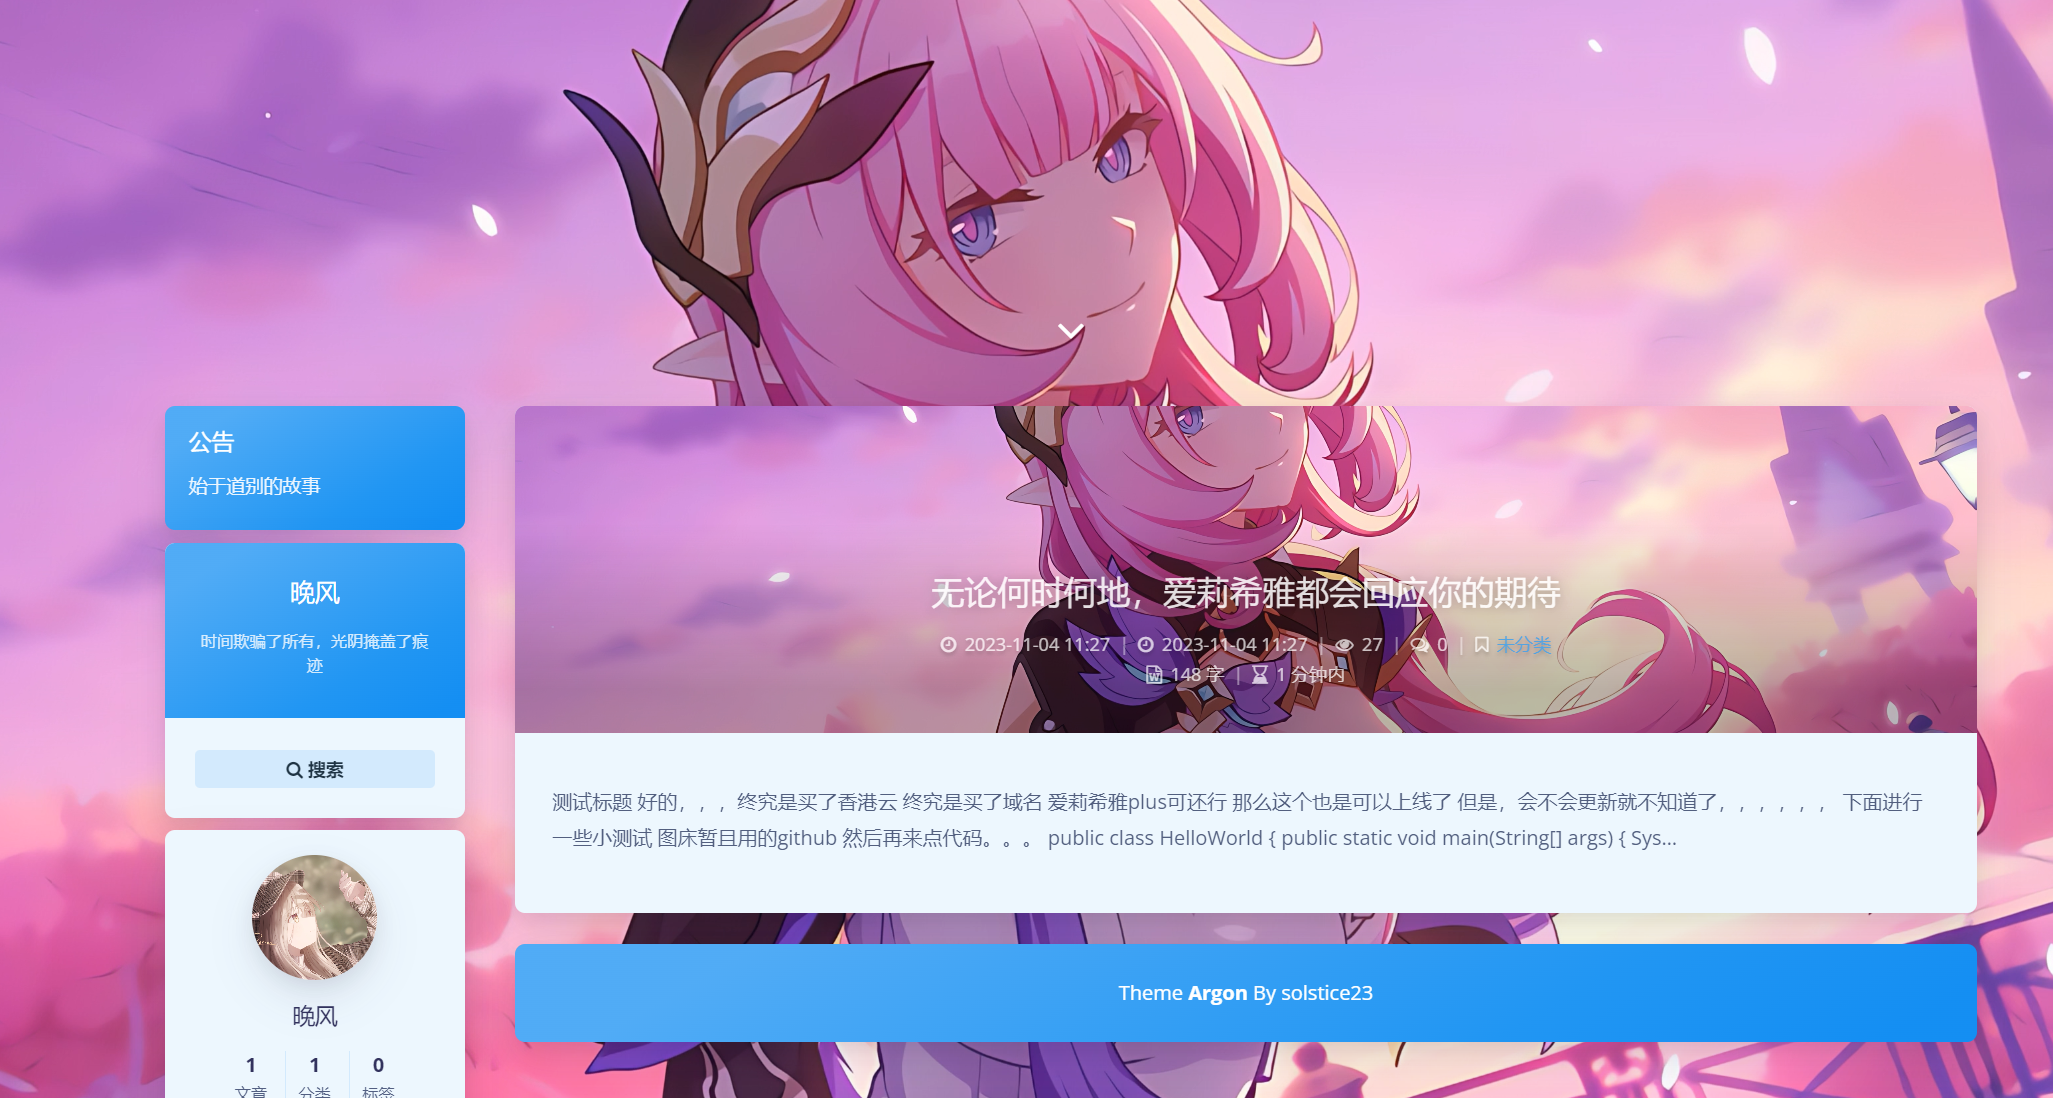 公告
始于道别的故事
晚风
时间欺骗了所有，光阴掩盖了痕
迹
搜索
晚风
1 1 0
文章 分类 标签
无论何时何地，爱莉希雅都会回应你的期待
2023-11-04 11:27 | 2023-11-04 11:27 | 27 | 0 | 未分类
148 字 | 1 分钟内
测试标题 好的，，，终究是买了香港云 终究是买了域名 爱莉希雅plus可还行 那么这个也是可以上线了 但是，会不会更新就不知道了，，，，，， 下面进行
一些小测试 图床暂且用的github 然后再来点代码。。。 public class HelloWorld { public static void main(String[] args) { Sys...
Theme Argon By solstice23